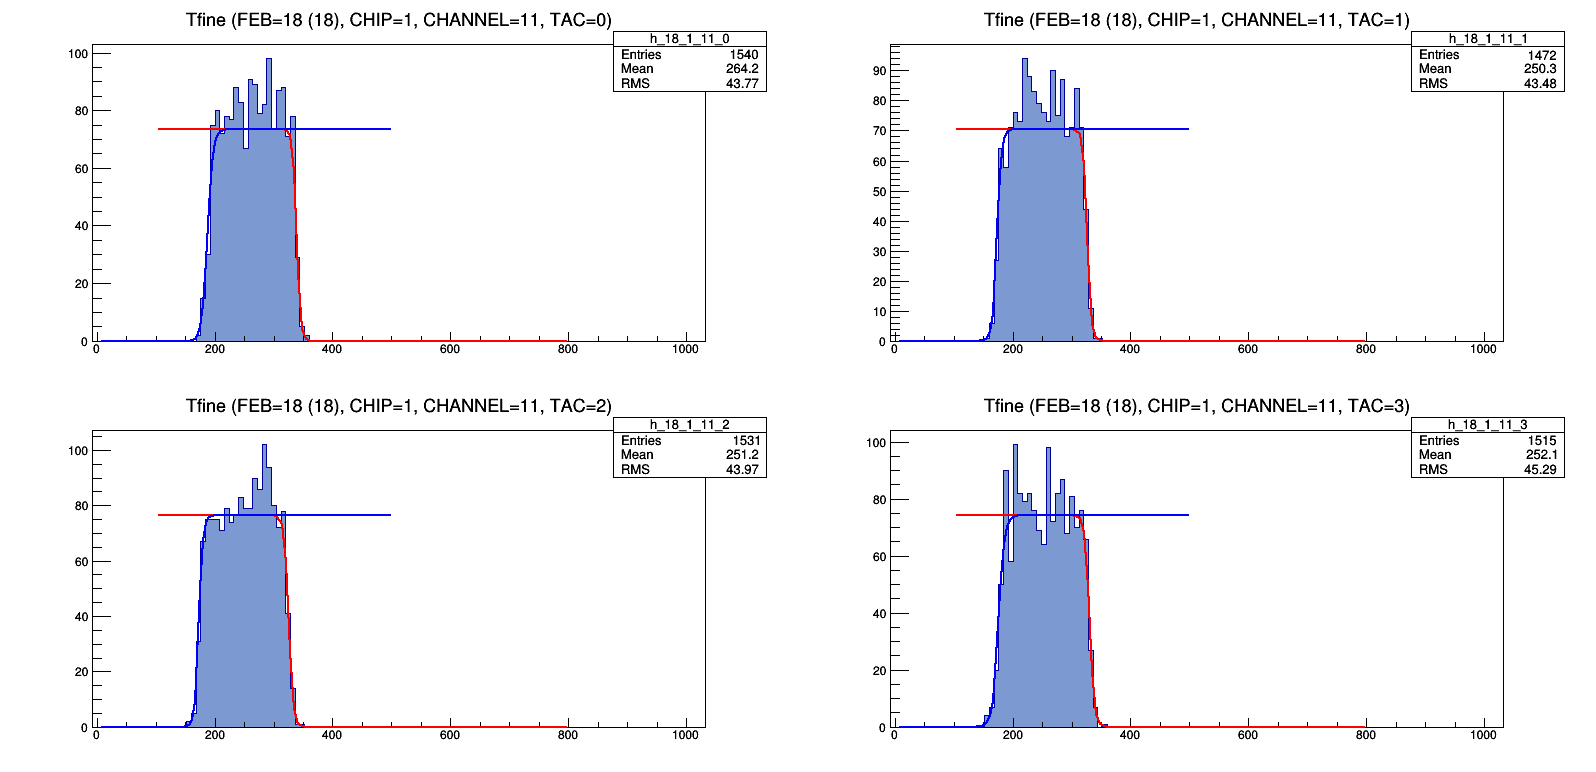 Tfine (FEB=18 (18), CHIP=1, CHANNEL=11, TAC=0)
h_18_1_11_0
Entries 1540
Mean 264.2
RMS 43.77
100
80
60
40
20
0
0 200 400 600 800 1000
Tfine (FEB=18 (18), CHIP=1, CHANNEL=11, TAC=1)
h_18_1_11_1
Entries 1472
Mean 250.3
RMS 43.48
90
80
70
60
50
40
30
20
10
0
0 200 400 600 800 1000
Tfine (FEB=18 (18), CHIP=1, CHANNEL=11, TAC=2)
h_18_1_11_2
Entries 1531
Mean 251.2
RMS 43.97
100
80
60
40
20
0
0 200 400 600 800 1000
Tfine (FEB=18 (18), CHIP=1, CHANNEL=11, TAC=3)
h_18_1_11_3
Entries 1515
Mean 252.1
RMS 45.29
100
80
60
40
20
0
0 200 400 600 800 1000